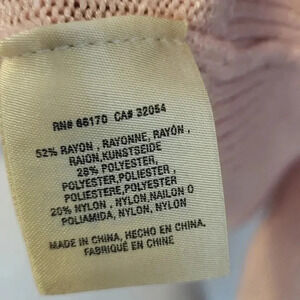 RN# 66170 CA# 32054
52% RAYON , RAYONNE, RAYON ,
RAION,KUNSTSEIDE
28% POLYESTER,
POLYESTER,POLIESTER,
POLIESTERE,POLYESTER
20% NYLON , NYLON,NAILON O
POLIAMIDA, NYLON, NYLON
MADE IN CHINA, HECHO EN CHINA.
FABRIQUÉ EN CHINE